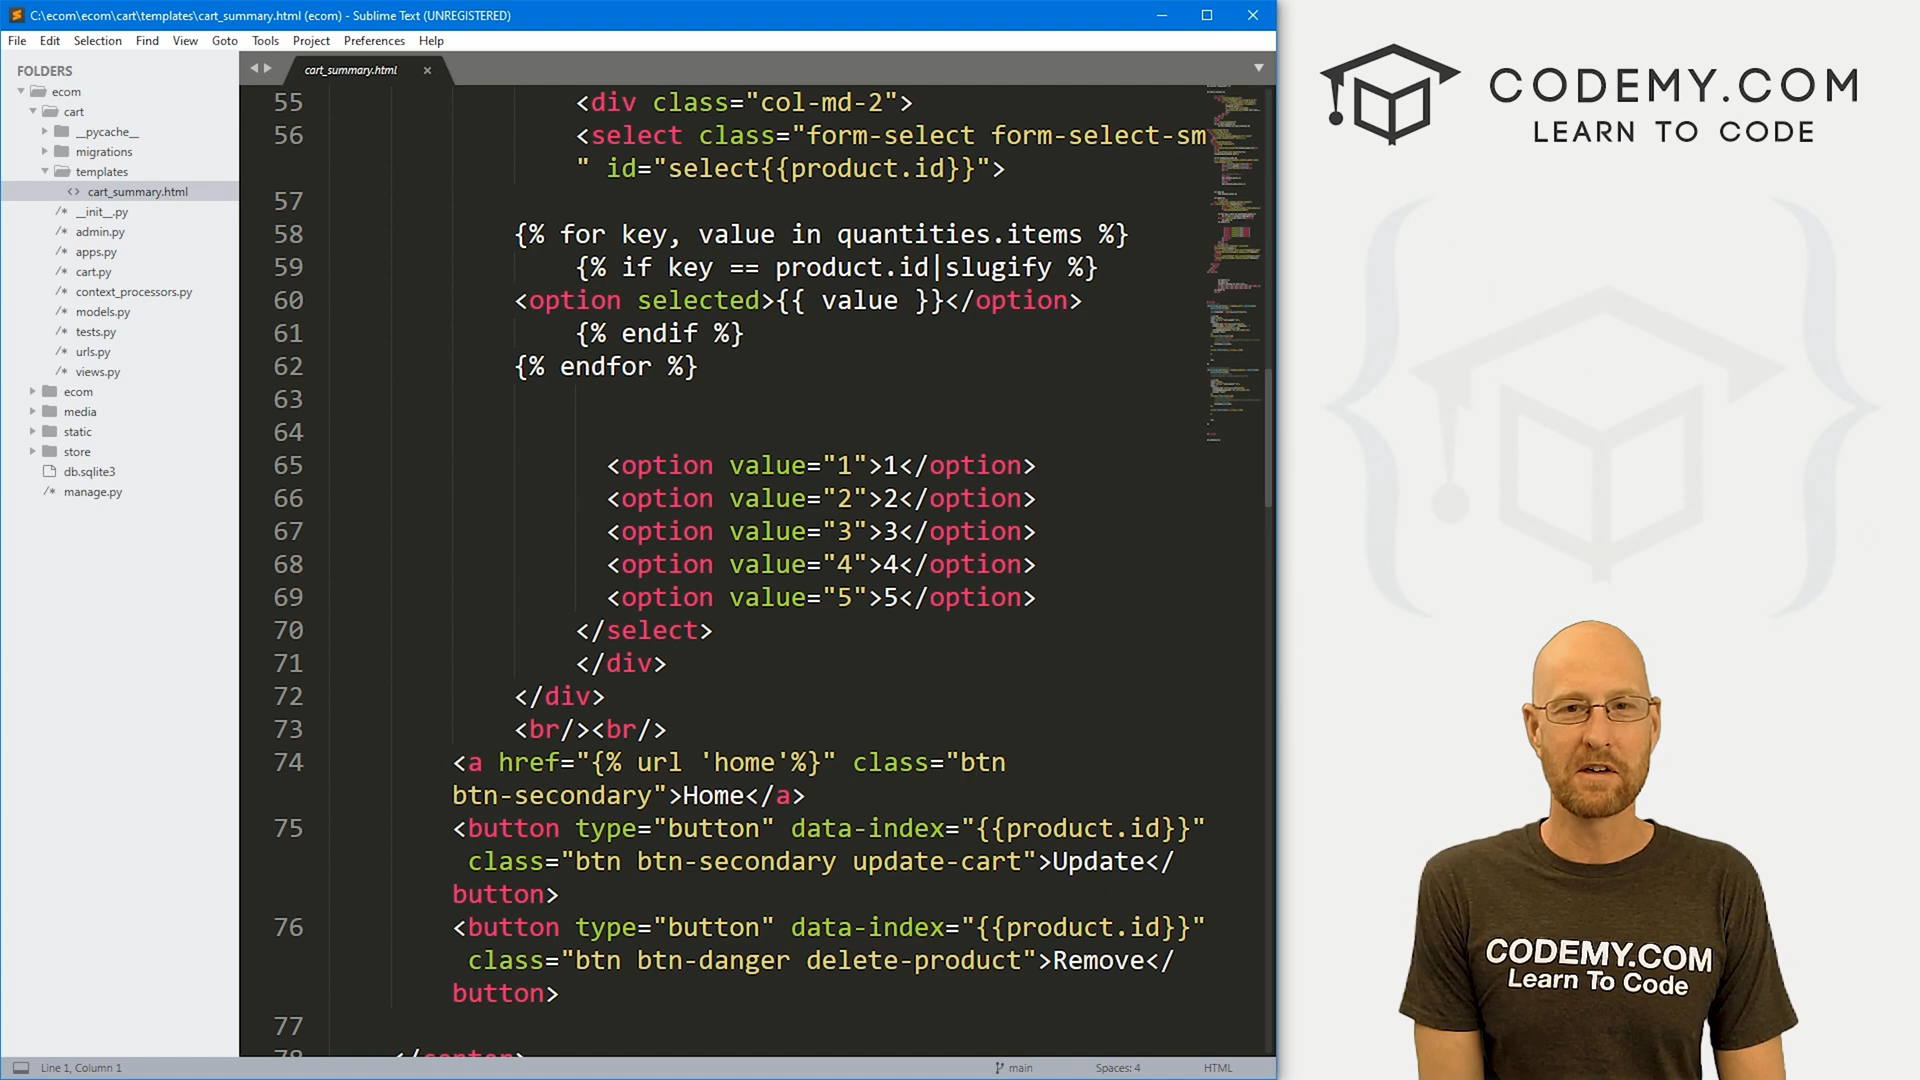 C:\ecom\ecom\cart\templates\cart_summary.html (ecom) - Sublime Text (UNREGISTERED)
File Edit Selection Find View Goto Tools Project Preferences Help
FOLDERS
ecom
cart
__pycache__
migrations
templates
<> cart_summary.html
/* __init__.py
/* admin.py
/* apps.py
/* cart.py
/* context_processors.py
/* models.py
/* tests.py
/* urls.py
/* views.py
ecom
media
static
store
db.sqlite3
/* manage.py
cart_summary.html
55 <div class="col-md-2">
56 <select class="form-select form-select-sm
" id="select{{product.id}}">
57
58 {% for key, value in quantities.items %}
59 {% if key == product.id|slugify %}
60 <option selected>{{ value }}</option>
61 {% endif %}
62 {% endfor %}
63
64
65 <option value="1">1</option>
66 <option value="2">2</option>
67 <option value="3">3</option>
68 <option value="4">4</option>
69 <option value="5">5</option>
70 </select>
71 </div>
72 </div>
73 <br/><br/>
74 <a href="{% url 'home'%}" class="btn
btn-secondary">Home</a>
75 <button type="button" data-index="{{product.id}}"
class="btn btn-secondary update-cart">Update</
button>
76 <button type="button" data-index="{{product.id}}"
class="btn btn-danger delete-product">Remove</
button>
77
78 </center>
Line 1, Column 1
main
Spaces: 4
HTML
CODEMY.COM
LEARN TO CODE
CODEMY.COM
Learn To Code